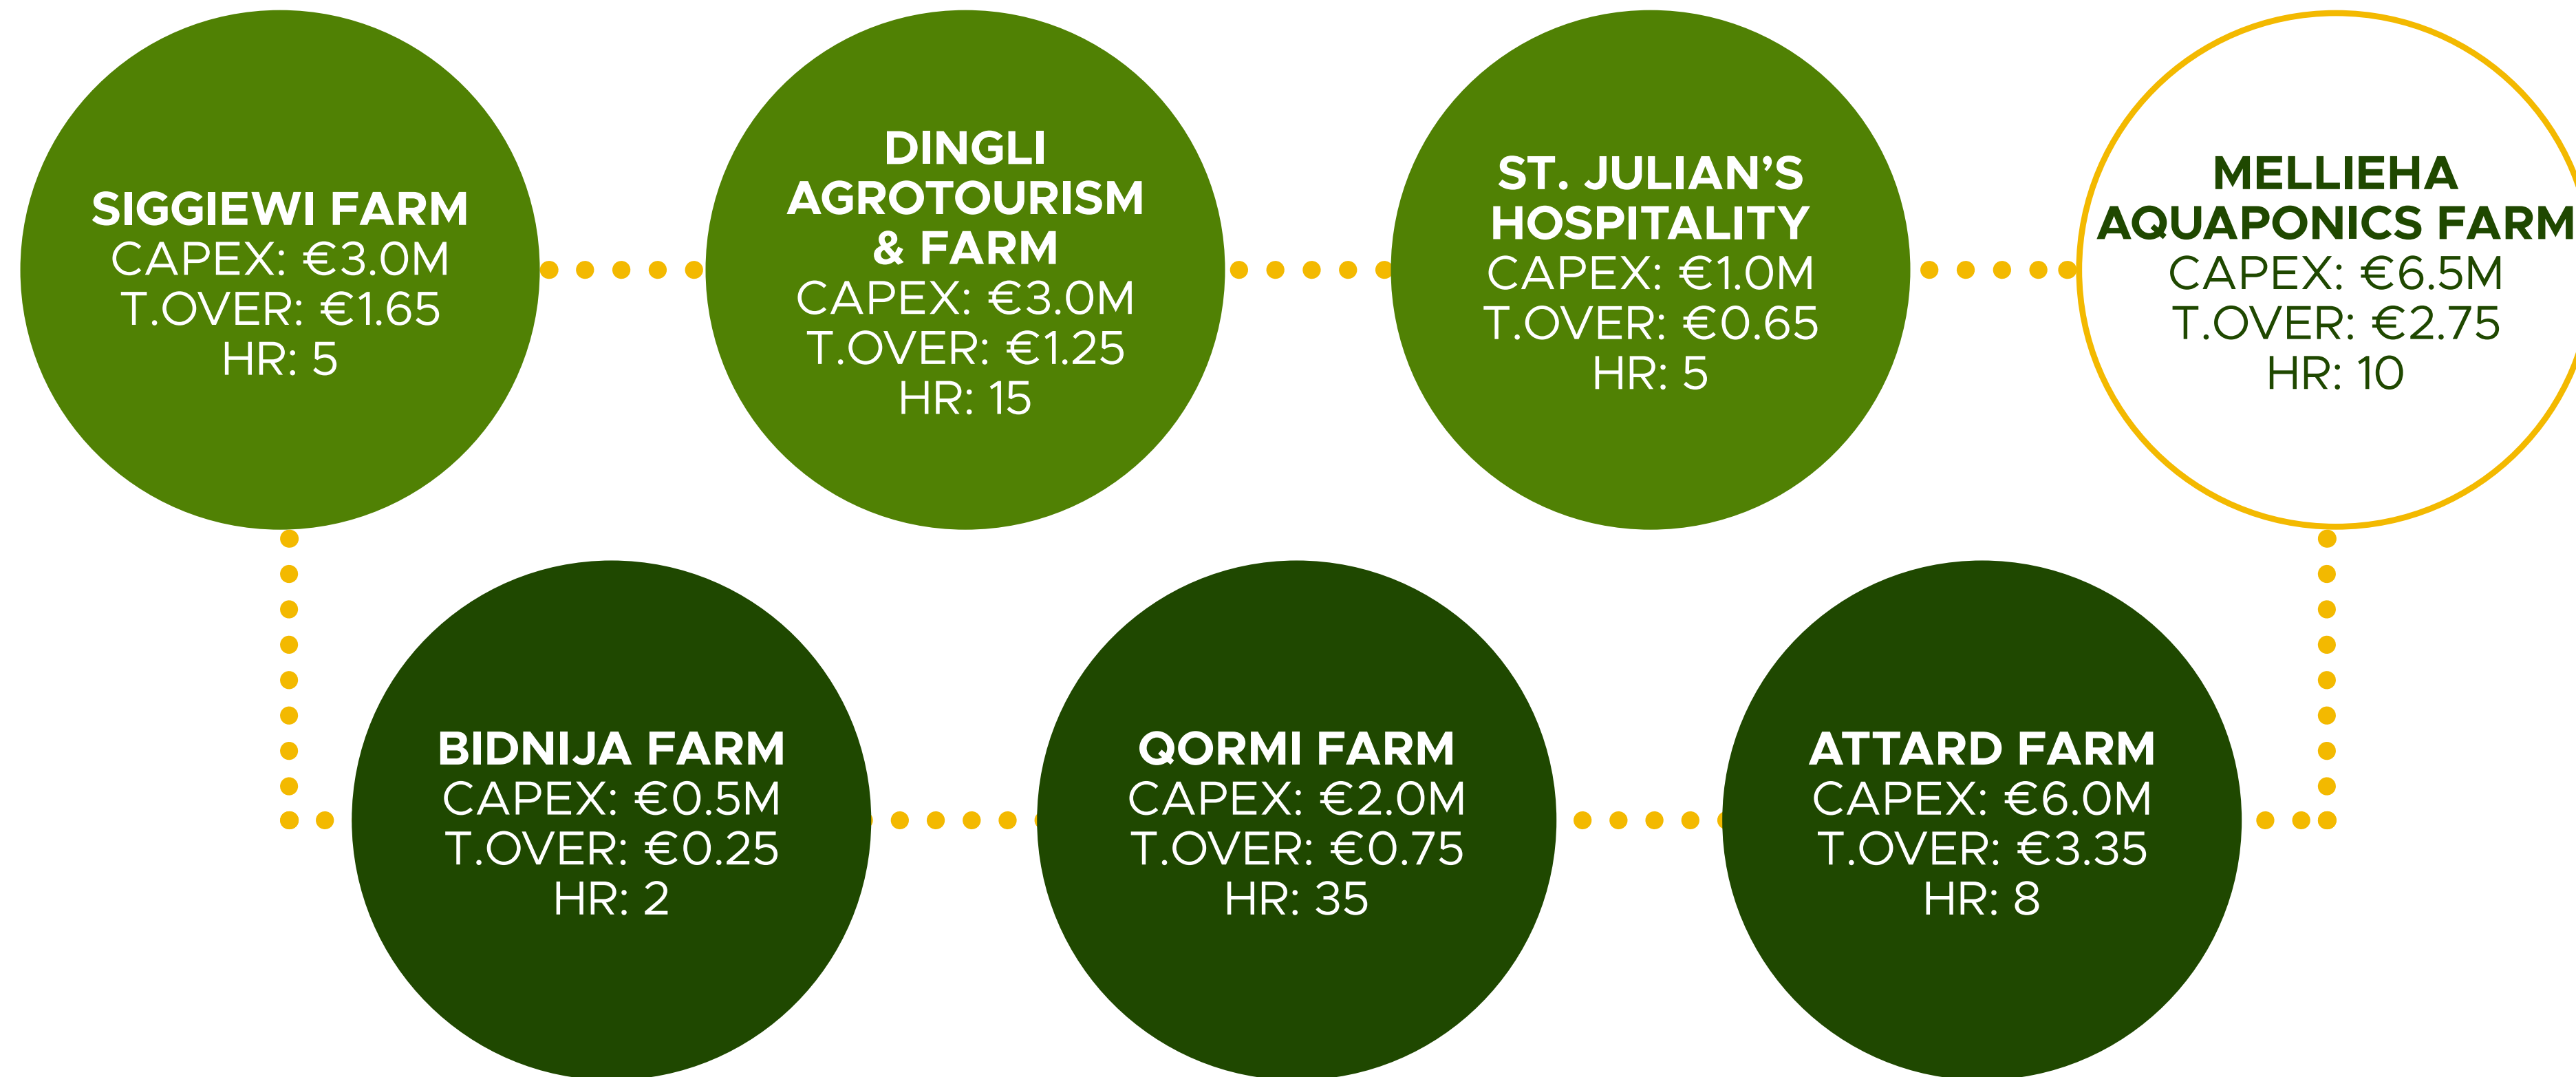 SIGGIEWI FARM
CAPEX: €3.0M
T.OVER: €1.65
HR: 5
DINGLI
AGROTOURISM
& FARM
CAPEX: €3.0M
T.OVER: €1.25
HR: 15
ST. JULIAN’S
HOSPITALITY
CAPEX: €1.0M
T.OVER: €0.65
HR: 5
MELLIEHA
AQUAPONICS FARM
CAPEX: €6.5M
T.OVER: €2.75
HR: 10
BIDNIJA FARM
CAPEX: €0.5M
T.OVER: €0.25
HR: 2
QORMI FARM
CAPEX: €2.0M
T.OVER: €0.75
HR: 35
ATTARD FARM
CAPEX: €6.0M
T.OVER: €3.35
HR: 8